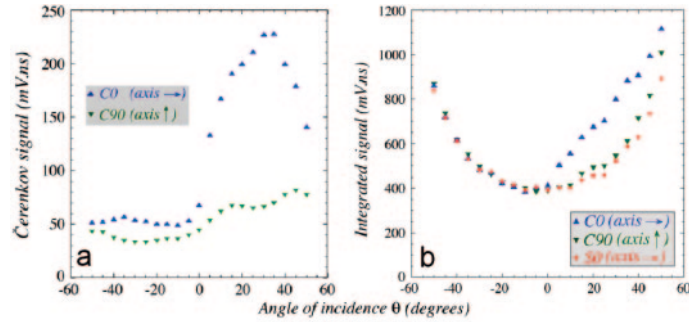 250
200
150
100
50
0
-60 -40 -20 0 20 40 60
Čerenkov signal (mV.ns)
C0 (axis →)
C90 (axis ↑)
a
1200
1000
800
600
400
200
0
-60 -40 -20 0 20 40 60
Integrated signal (mV.ns)
C0 (axis →)
C90 (axis ↑)
b
Angle of incidence θ (degrees)